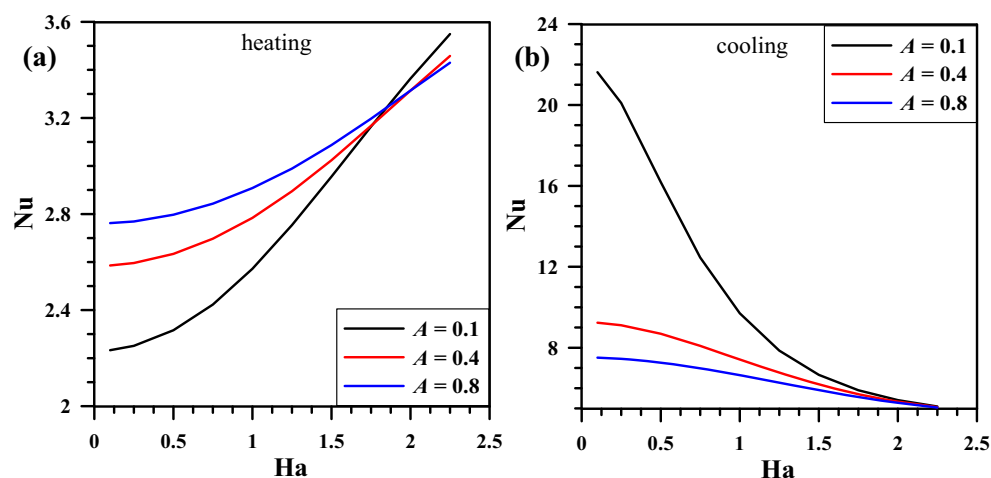 (a)
heating
Nu
3.6
3.2
2.8
2.4
2
0
0.5
1
1.5
2
2.5
Ha
A = 0.1
A = 0.4
A = 0.8
(b)
cooling
Nu
24
20
16
12
8
0
0.5
1
1.5
2
2.5
Ha
A = 0.1
A = 0.4
A = 0.8